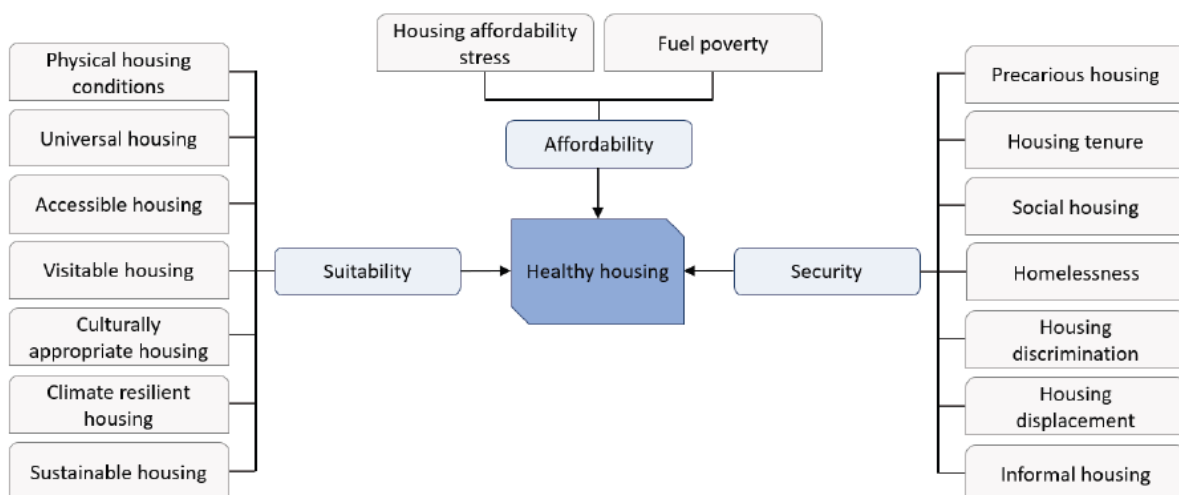 Housing affordability
stress
Fuel poverty
Affordability
Physical housing
conditions
Universal housing
Accessible housing
Visitable housing
Culturally
appropriate housing
Climate resilient
housing
Sustainable housing
Suitability
Healthy housing
Security
Precarious housing
Housing tenure
Social housing
Homelessness
Housing
discrimination
Housing
displacement
Informal housing